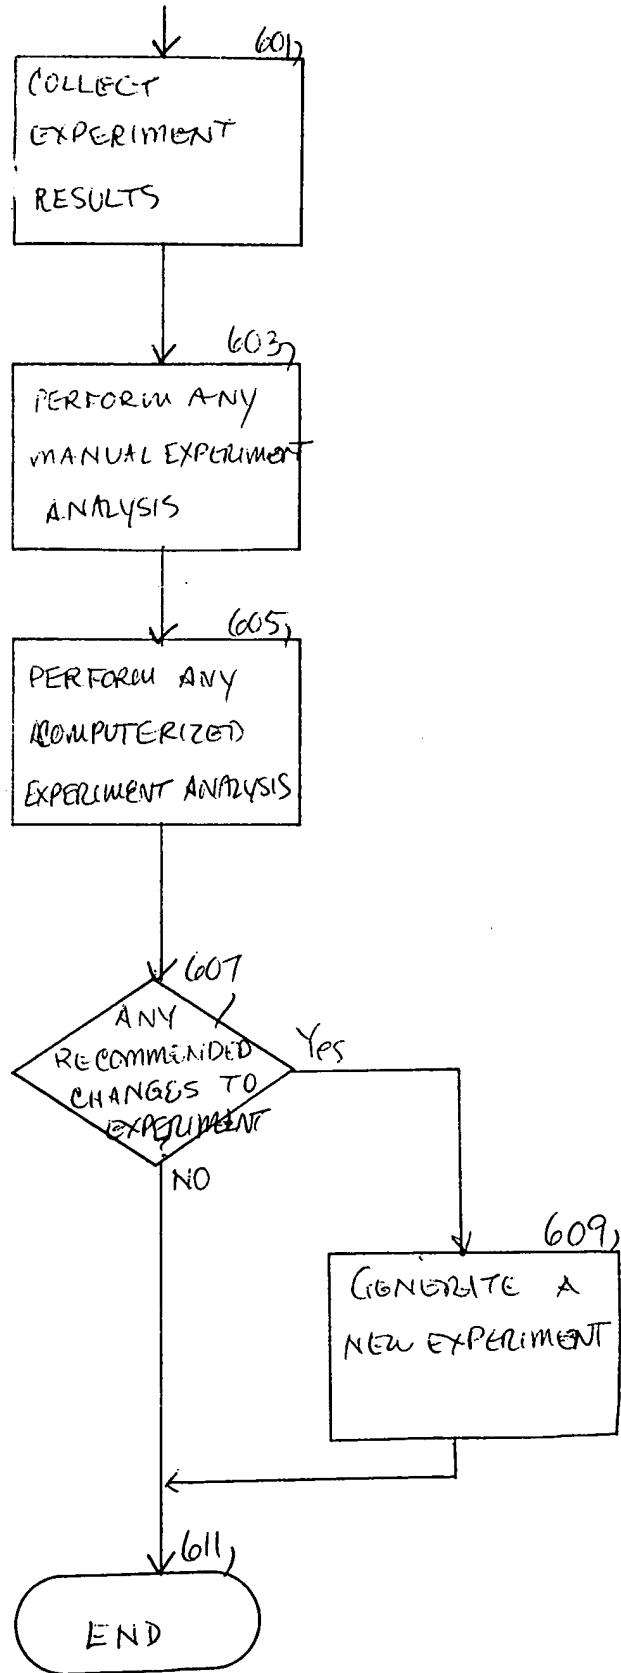 601
COLLECT
EXPERIMENT
RESULTS
603
PERFORM ANY
MANUAL EXPERIMENT
ANALYSIS
605
PERFORM ANY
COMPUTERIZED
EXPERIMENT ANALYSIS
607
ANY
RECOMMENDED
CHANGES TO
EXPERIMENT
?
Yes
NO
609
GENERATE A
NEW EXPERIMENT
611
END